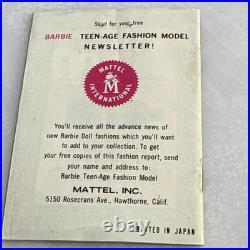 Send for your free
BARBIE TEEN-AGE FASHION MODEL
NEWSLETTER!
MATTEL
M
INTERNATIONAL
You'll receive all the advance news of
new Barbie Doll fashions which you'll
want to add to your collection. To get
your free copies of this fashion report, send
your name and address to:
Barbie Teen-Age Fashion Model
MATTEL, INC.
5150 Rosecrans Ave., Hawthorne, Calif.
PRINTED IN JAPAN